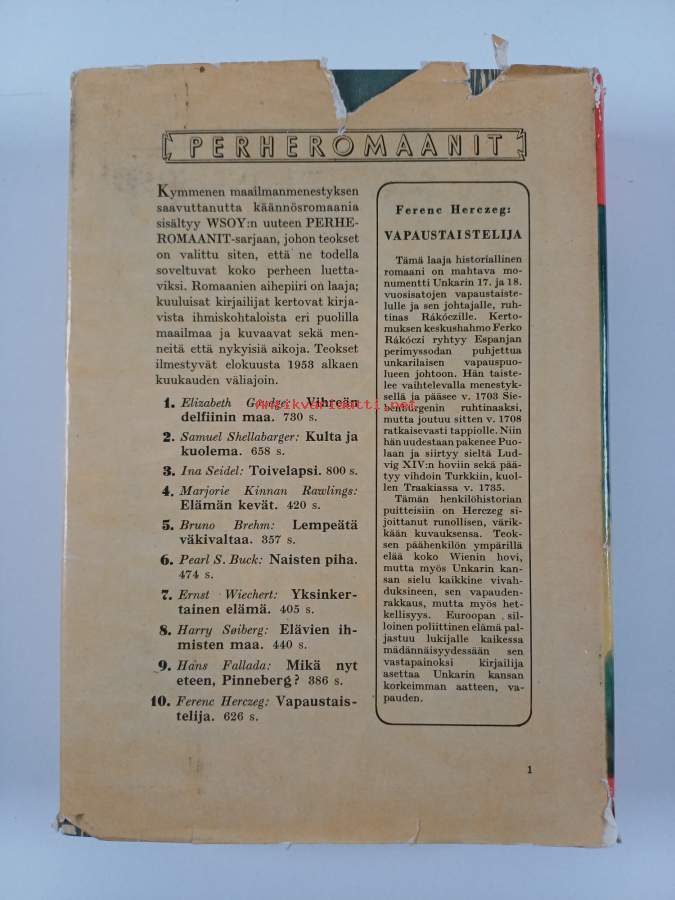 PERHEROMAANIT
Kymmenen maailmanmenestyksen
saavuttanutta käännösromaania
sisältyy WSOY:n uuteen PERHE-
ROMAANIT-sarjaan, johon teokset
on valittu siten, että ne todella
soveltuvat koko perheen luetta-
viksi. Romaanien aihepiiri on laaja;
kuuluisat kirjailijat kertovat kirja-
vista ihmiskohtaloista eri puolilla
maailmaa ja kuvaavat sekä men-
neitä että nykyisiä aikoja. Teokset
ilmestyvät elokuusta 1953 alkaen
kuukauden väliajoin.
1. Elizabeth Goudge: Vihreän
delfiinin maa. 730 s.
2. Samuel Shellabarger: Kulta ja
kuolema. 658 s.
3. Ina Seidel: Toivelapsi. 800 s.
4. Marjorie Kinnan Rawlings:
Elämän kevät. 420 s.
5. Bruno Brehm: Lempeätä
väkivaltaa. 357 s.
6. Pearl S. Buck: Naisten piha.
474 s.
7. Ernst Wiechert: Yksinker-
tainen elämä. 405 s.
8. Harry Søiberg: Elävien ih-
misten maa. 440 s.
9. Hans Fallada: Mikä nyt
eteen, Pinneberg? 386 s.
10. Ferenc Herczeg: Vapaustais-
telija. 626 s.
Ferenc Herczeg:
VAPAUSTAISTELIJA
Tämä laaja historiallinen
romaani on mahtava mo-
numentti Unkarin 17. ja 18.
vuosisatojen vapaustaiste-
lulle ja sen johtajalle, ruh-
tinas Rákóczille. Kerto-
muksen keskushahmo Ferko
Rákóczi ryhtyy Espanjan
perimyssodan puhjettua
unkarilaisen vapauspuo-
lueen johtoon. Hän taiste-
lee vaihtelevalla menestyk-
sellä ja pääsee v. 1703 Sie-
benbürgenin ruhtinaaksi,
mutta joutuu sitten v. 1708
ratkaisevasti tappiolle. Niin
hän uudestaan pakenee Puo-
laan ja siirtyy sieltä Lud-
vig XIV:n hoviin sekä pää-
tyy vihdoin Turkkiin, kuol-
len Traakiassa v. 1735.
Tämän henkilöhistorian
puitteisiin on Herczeg si-
joittanut runollisen, värik-
kään kuvauksensa. Teok-
sen päähenkilön ympärillä
elää koko Wienin hovi,
mutta myös Unkarin kan-
san sielu kaikkine vivah-
duksineen, sen vapauden-
rakkaus, mutta myös het-
kellisyys. Euroopan sil-
loinen poliittinen elämä pal-
jastuu lukijalle kaikessa
mädännäisyydessään sen
vastapainoksi kirjailija
asettaa Unkarin kansan
korkeimman aatteen, va-
pauden.
1
Antikvariaatti.net